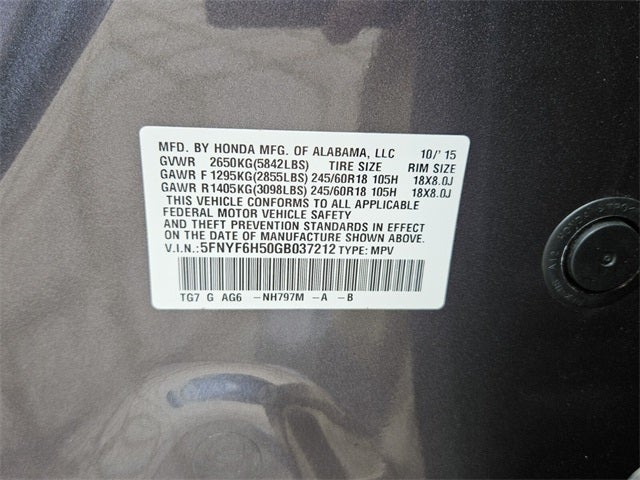 MFD. BY HONDA MFG. OF ALABAMA, LLC 10/'15
GVWR 2650KG(5842LBS) TIRE SIZE RIM SIZE
GAWR F 1295KG(2855LBS) 245/60R18 105H 18X8.0J
GAWR R1405KG(3098LBS) 245/60R18 105H 18X8.0J
THIS VEHICLE CONFORMS TO ALL APPLICABLE
FEDERAL MOTOR VEHICLE SAFETY
AND THEFT PREVENTION STANDARDS IN EFFECT
ON THE DATE OF MANUFACTURE SHOWN ABOVE.
V.I.N.:5FNYF6H50GB037212 TYPE: MPV
TG7 G AG6 -NH797M -A -B